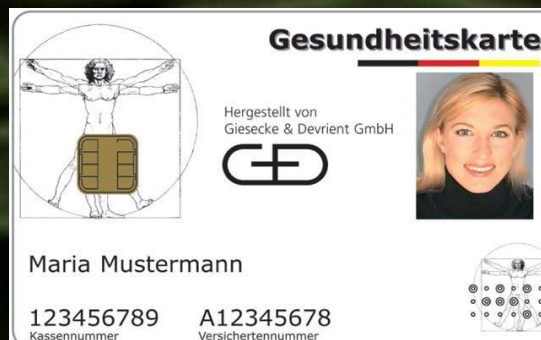 Gesundheitskarte
Hergestellt von
Giesecke & Devrient GmbH
Maria Mustermann
123456789 A12345678
Kassennummer Versichertennummer